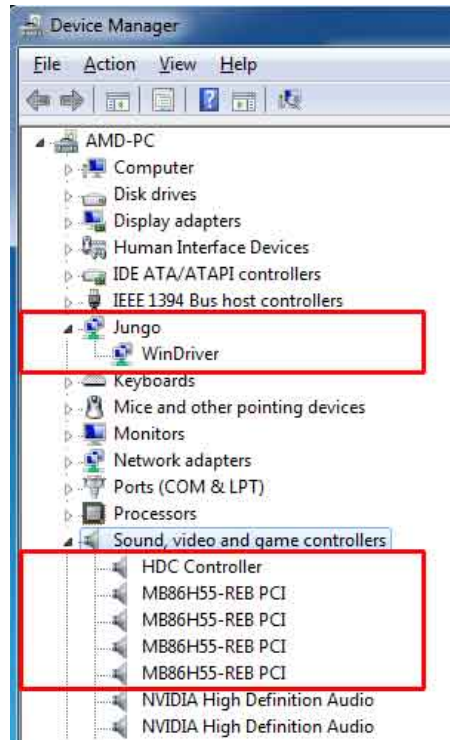 Device Manager
File Action View Help
AMD-PC
Computer
Disk drives
Display adapters
Human Interface Devices
IDE ATA/ATAPI controllers
IEEE 1394 Bus host controllers
Jungo
WinDriver
Keyboards
Mice and other pointing devices
Monitors
Network adapters
Ports (COM & LPT)
Processors
Sound, video and game controllers
HDC Controller
MB86H55-REB PCI
MB86H55-REB PCI
MB86H55-REB PCI
MB86H55-REB PCI
NVIDIA High Definition Audio
NVIDIA High Definition Audio